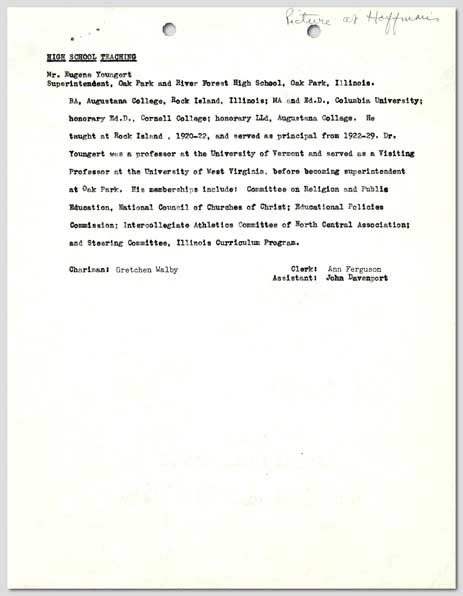 Picture at Hoffman's
HIGH SCHOOL TEACHING
Mr. Eugene Youngert
Superintendent, Oak Park and River Forest High School, Oak Park, Illinois.
BA, Augustana College, Rock Island, Illinois; MA and Ed.D., Columbia University;
honorary Ed.D., Cornell College; honorary LLd, Augustana College. He
taught at Rock Island , 1920-22, and served as principal from 1922-29. Dr.
Youngert was a professor at the University of Vermont and served as a Visiting
Professor at the University of West Virginia, before becoming superintendent
at Oak Park. His memberships include: Committee on Religion and Public
Education, National Council of Churches of Christ; Educational Policies
Commission; Intercollegiate Athletics Committee of North Central Association;
and Steering Committee, Illinois Curriculum Program.
Chariman: Gretchen Walby Clerk: Ann Ferguson
Assistant: John Davenport